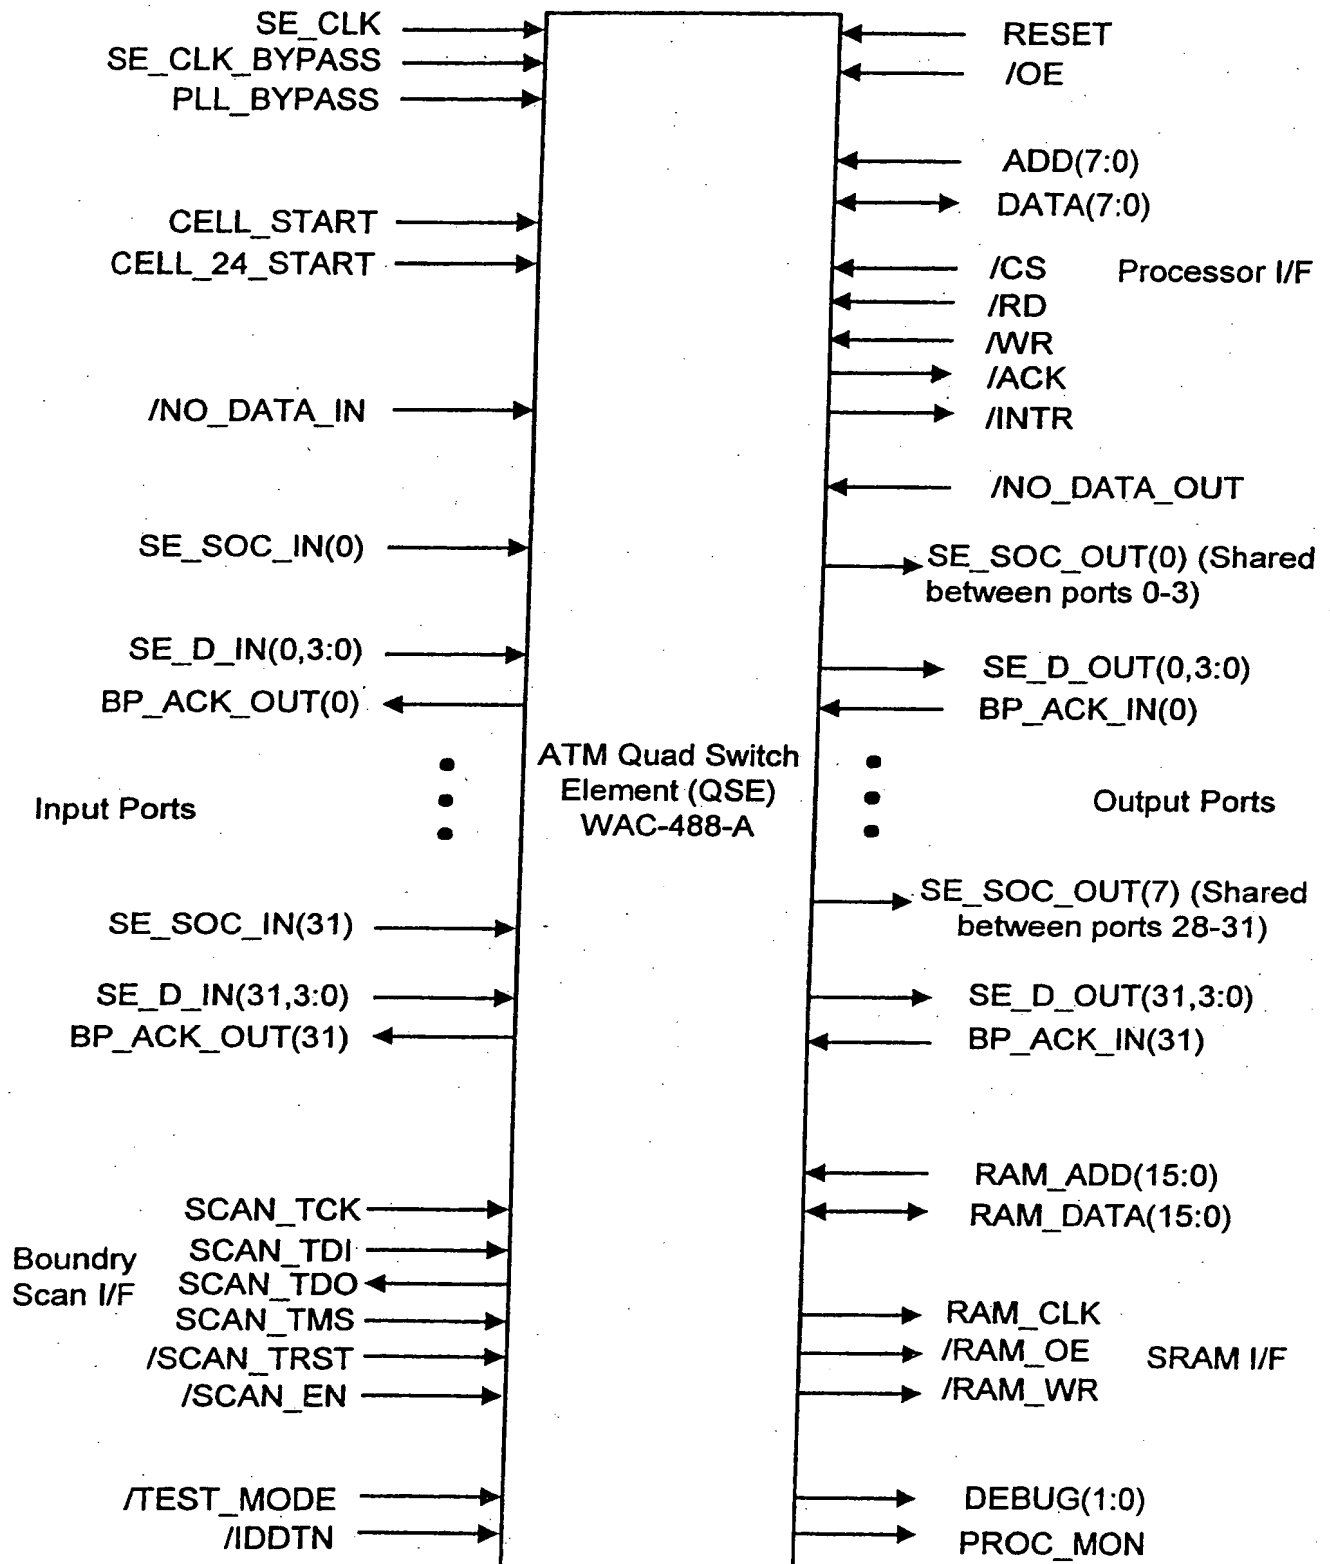 SE_CLK
SE_CLK_BYPASS
PLL_BYPASS
CELL_START
CELL_24_START
/NO_DATA_IN
SE_SOC_IN(0)
SE_D_IN(0,3:0)
BP_ACK_OUT(0)
Input Ports
SE_SOC_IN(31)
SE_D_IN(31,3:0)
BP_ACK_OUT(31)
SCAN_TCK
Boundry
Scan I/F
SCAN_TDI
SCAN_TDO
SCAN_TMS
/SCAN_TRST
/SCAN_EN
/TEST_MODE
/IDDTN
ATM Quad Switch
Element (QSE)
WAC-488-A
RESET
/OE
ADD(7:0)
DATA(7:0)
/CS
Processor I/F
/RD
/WR
/ACK
/INTR
/NO_DATA_OUT
SE_SOC_OUT(0) (Shared
between ports 0-3)
SE_D_OUT(0,3:0)
BP_ACK_IN(0)
Output Ports
SE_SOC_OUT(7) (Shared
between ports 28-31)
SE_D_OUT(31,3:0)
BP_ACK_IN(31)
RAM_ADD(15:0)
RAM_DATA(15:0)
RAM_CLK
/RAM_OE
SRAM I/F
/RAM_WR
DEBUG(1:0)
PROC_MON